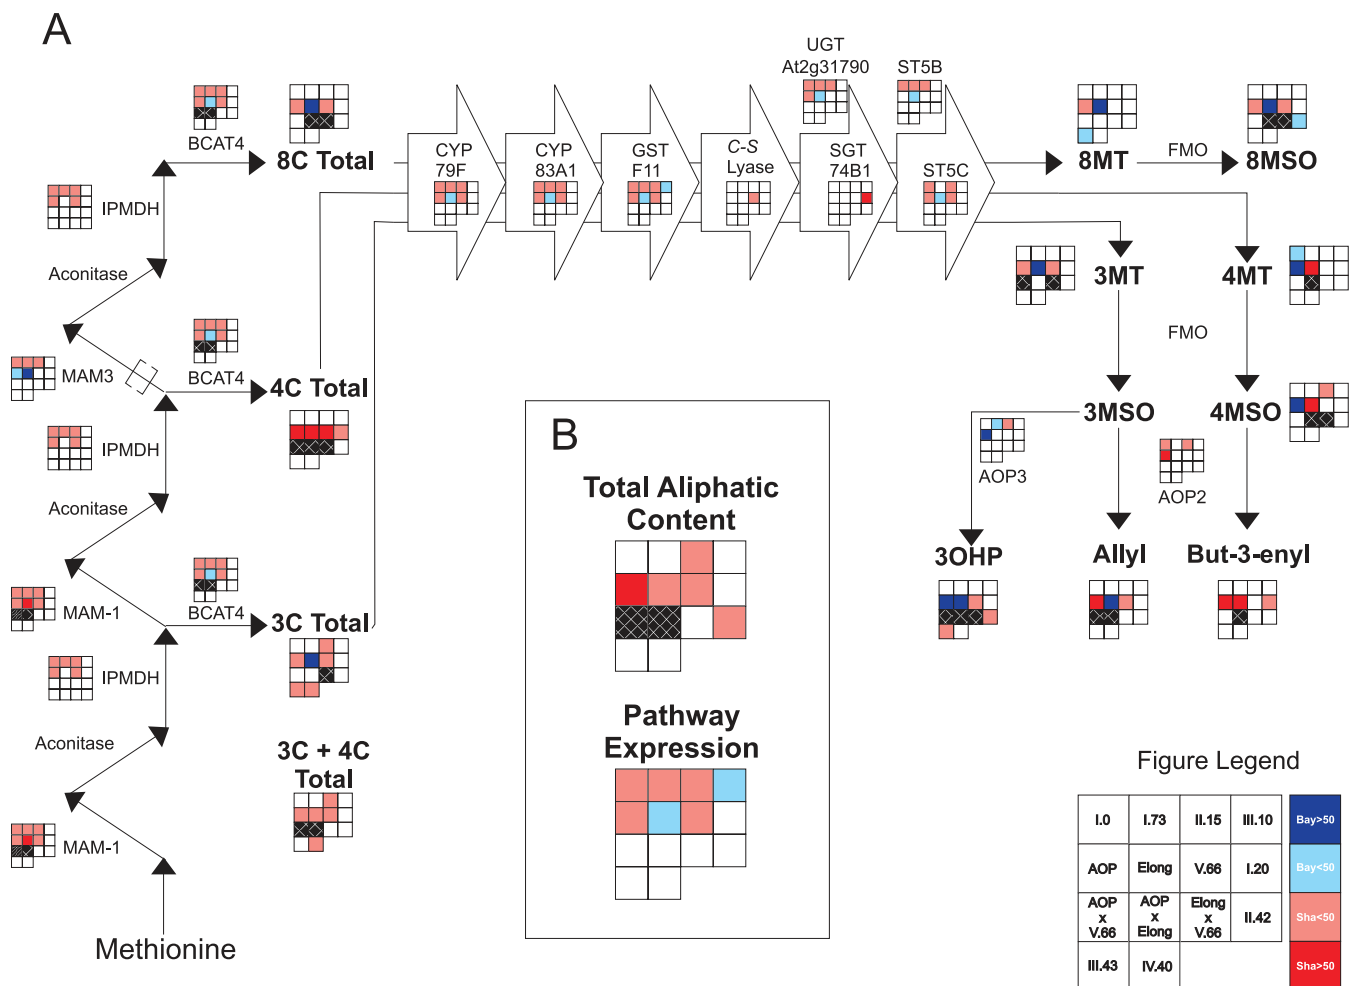 A
UGT
At2g31790
ST5B
BCAT4
8C Total
CYP
79F
CYP
83A1
GST
F11
C-S
Lyase
SGT
74B1
ST5C
8MT
FMO
8MSO
IPMDH
Aconitase
3MT
4MT
FMO
MAM3
BCAT4
4C Total
3MSO
4MSO
IPMDH
AOP3
AOP2
Aconitase
3OHP
Allyl
But-3-enyl
MAM-1
BCAT4
3C Total
IPMDH
Aconitase
3C + 4C
Total
MAM-1
Methionine
B
Total Aliphatic
Content
Pathway
Expression
Figure Legend
I.0 I.73 II.15 III.10 Bay>50
AOP Elong V.66 I.20 Bay<50
AOP x V.66 AOP x Elong Elong x V.66 II.42 Sha<50
III.43 IV.40 Sha>50